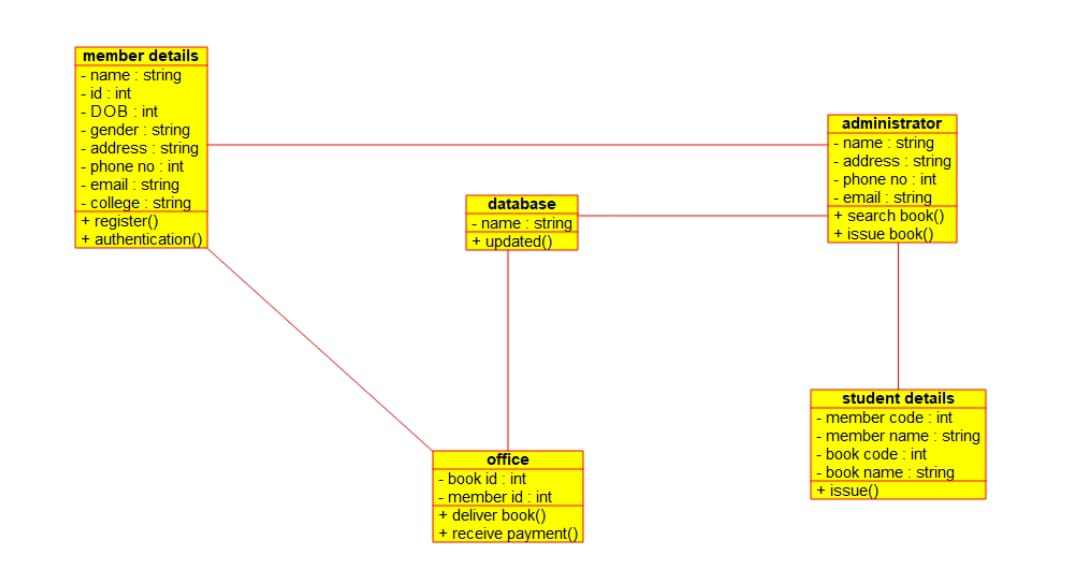 member details
- name : string
- id : int
- DOB : int
- gender : string
- address : string
- phone no : int
- email : string
- college : string
+ register()
+ authentication()
administrator
- name : string
- address : string
- phone no : int
- email : string
+ search book()
+ issue book()
database
- name : string
+ updated()
student details
- member code : int
- member name : string
- book code : int
- book name : string
+ issue()
office
- book id : int
- member id : int
+ deliver book()
+ receive payment()